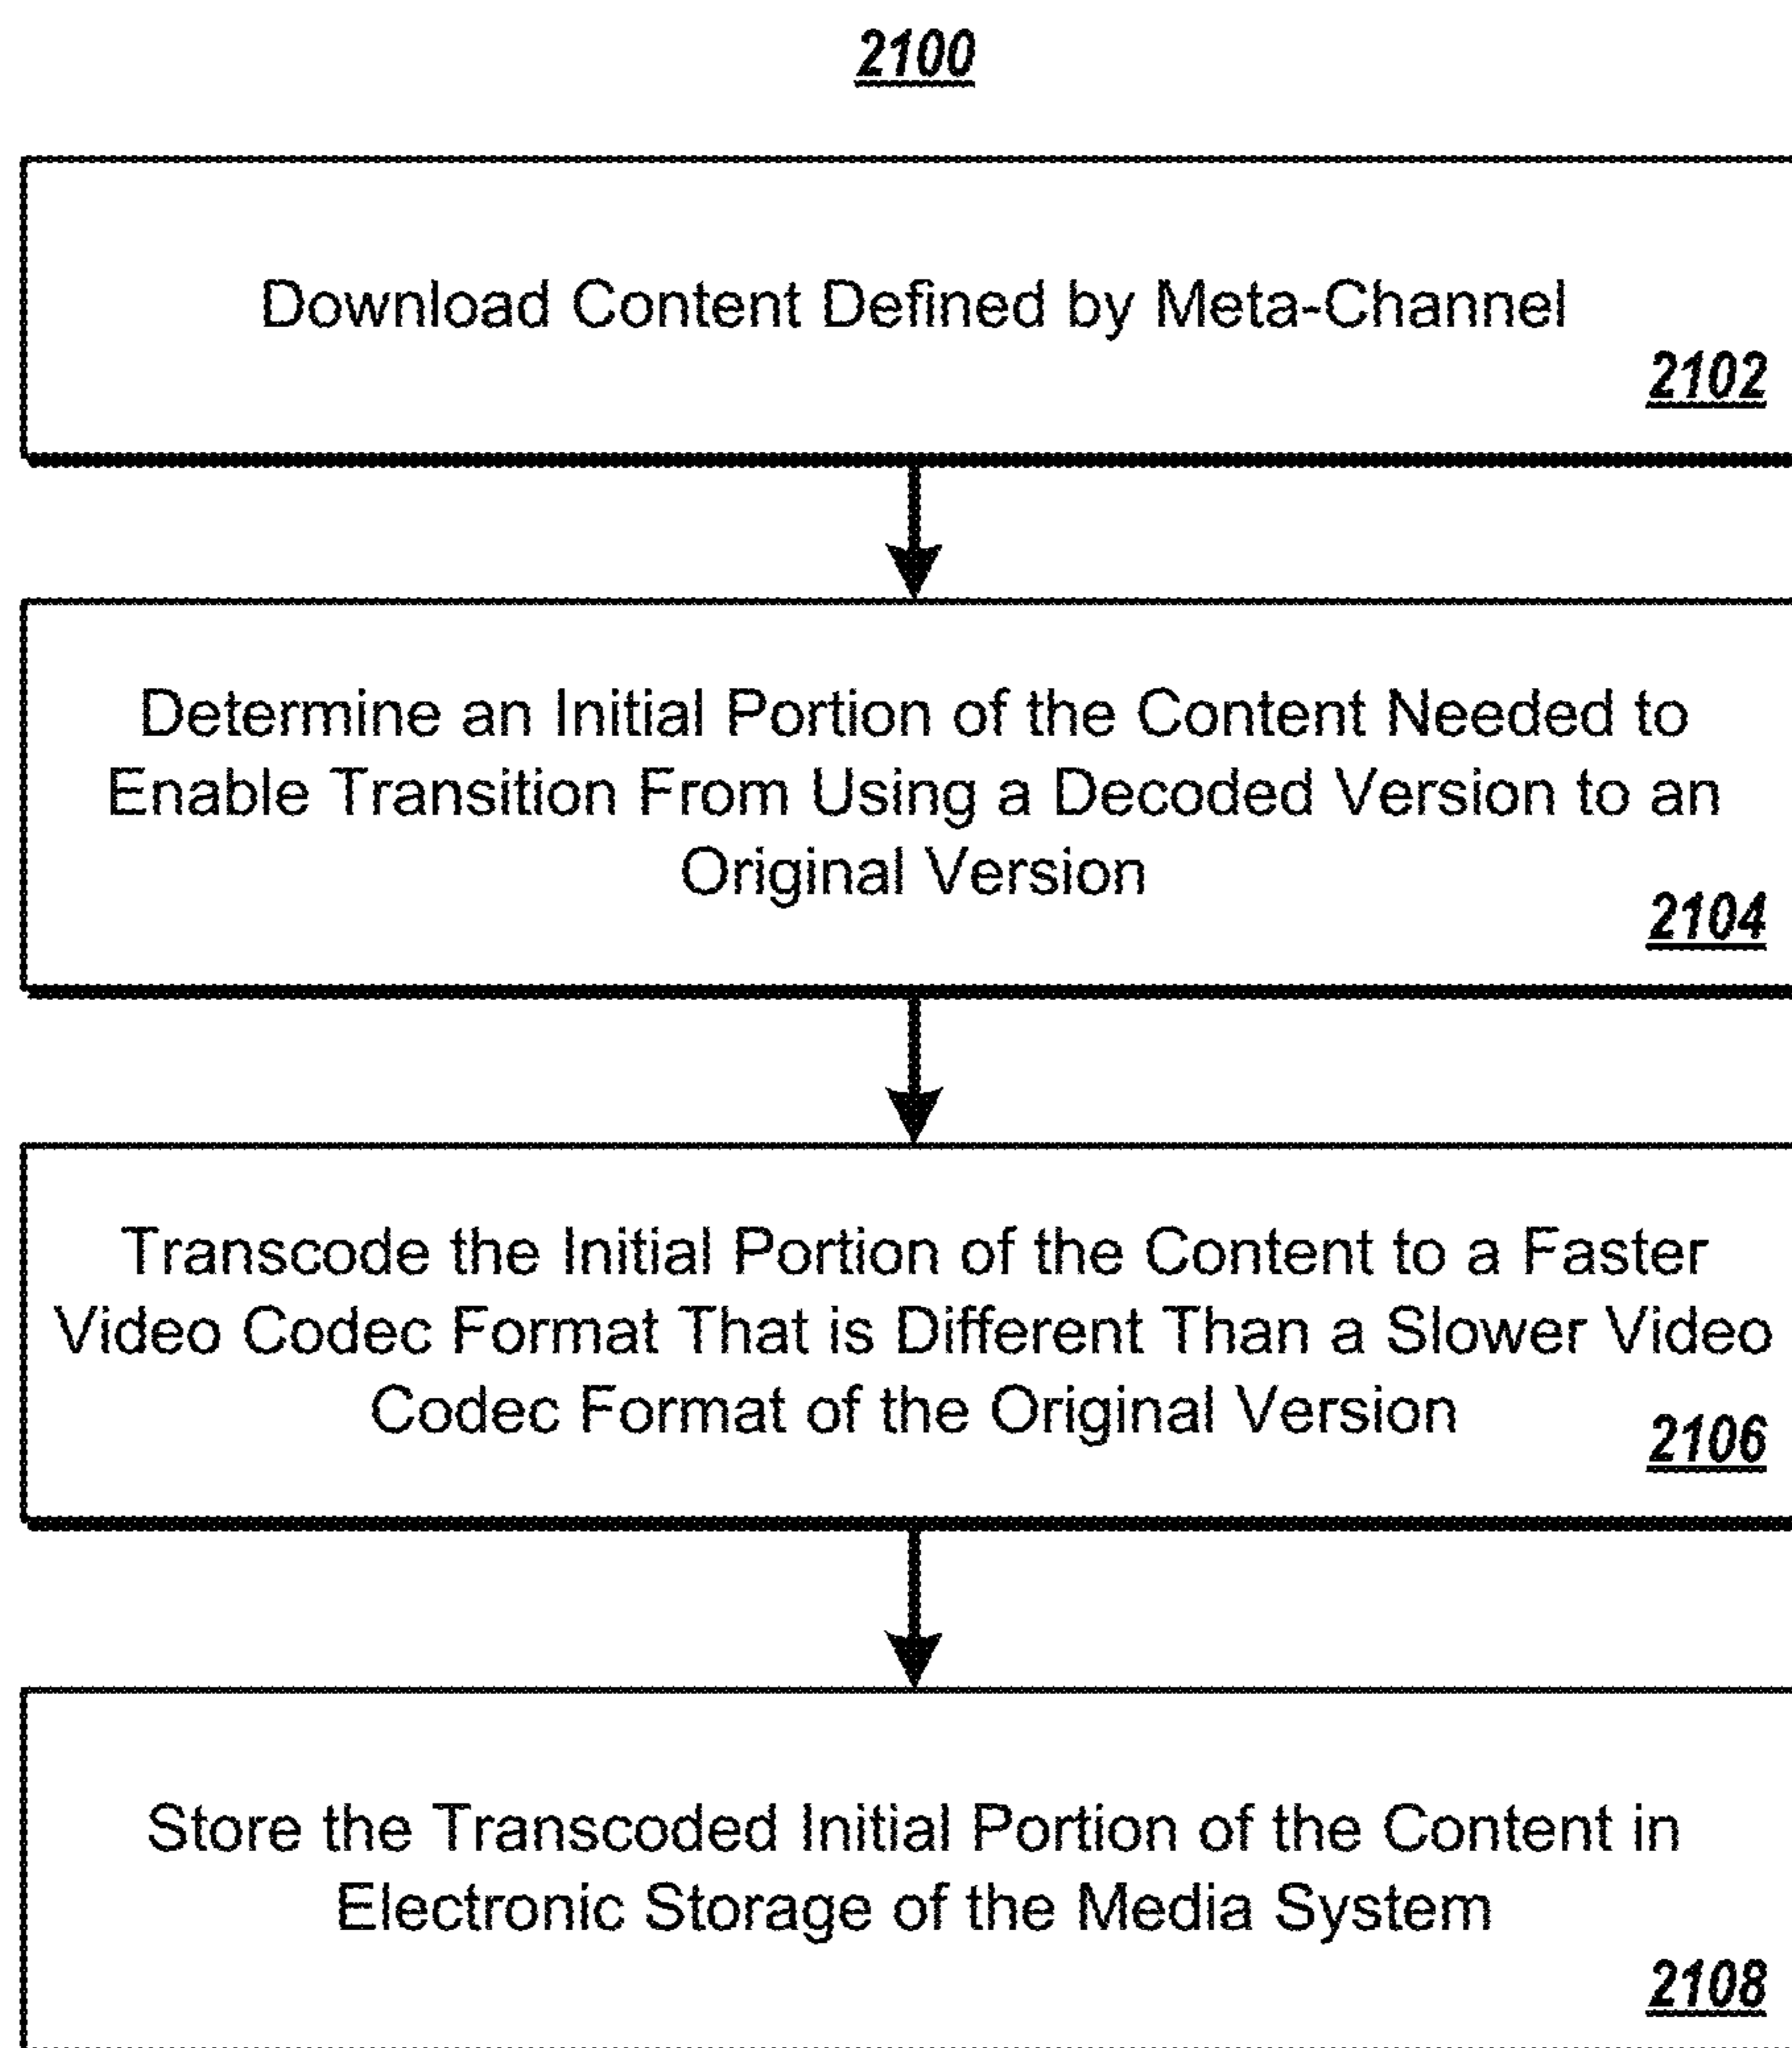 2100
Download Content Defined by Meta-Channel
2102
Determine an Initial Portion of the Content Needed to
Enable Transition From Using a Decoded Version to an
Original Version
2104
Transcode the Initial Portion of the Content to a Faster
Video Codec Format That is Different Than a Slower Video
Codec Format of the Original Version
2106
Store the Transcoded Initial Portion of the Content in
Electronic Storage of the Media System
2108